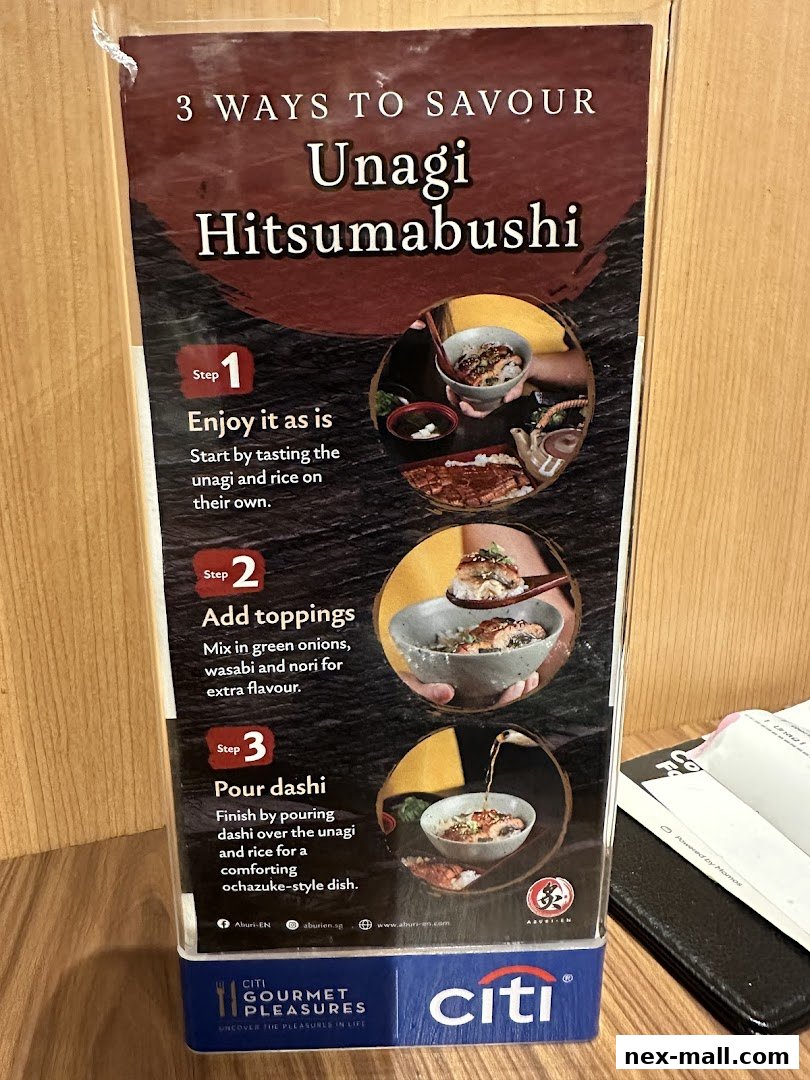 3 WAYS TO SAVOUR
Unagi
Hitsumabushi
Step 1
Enjoy it as is
Start by tasting the
unagi and rice on
their own.
Step 2
Add toppings
Mix in green onions,
wasabi and nori for
extra flavour.
Step 3
Pour dashi
Finish by pouring
dashi over the unagi
and rice for a
comforting
ochazuke-style dish.
炙
ABURI-EN
Aburi-EN aburien.sg www.aburi-en.com
CITI
GOURMET
PLEASURES
UNCOVER THE PLEASURES IN LIFE
citi®
Powered by Momos
nex-mall.com